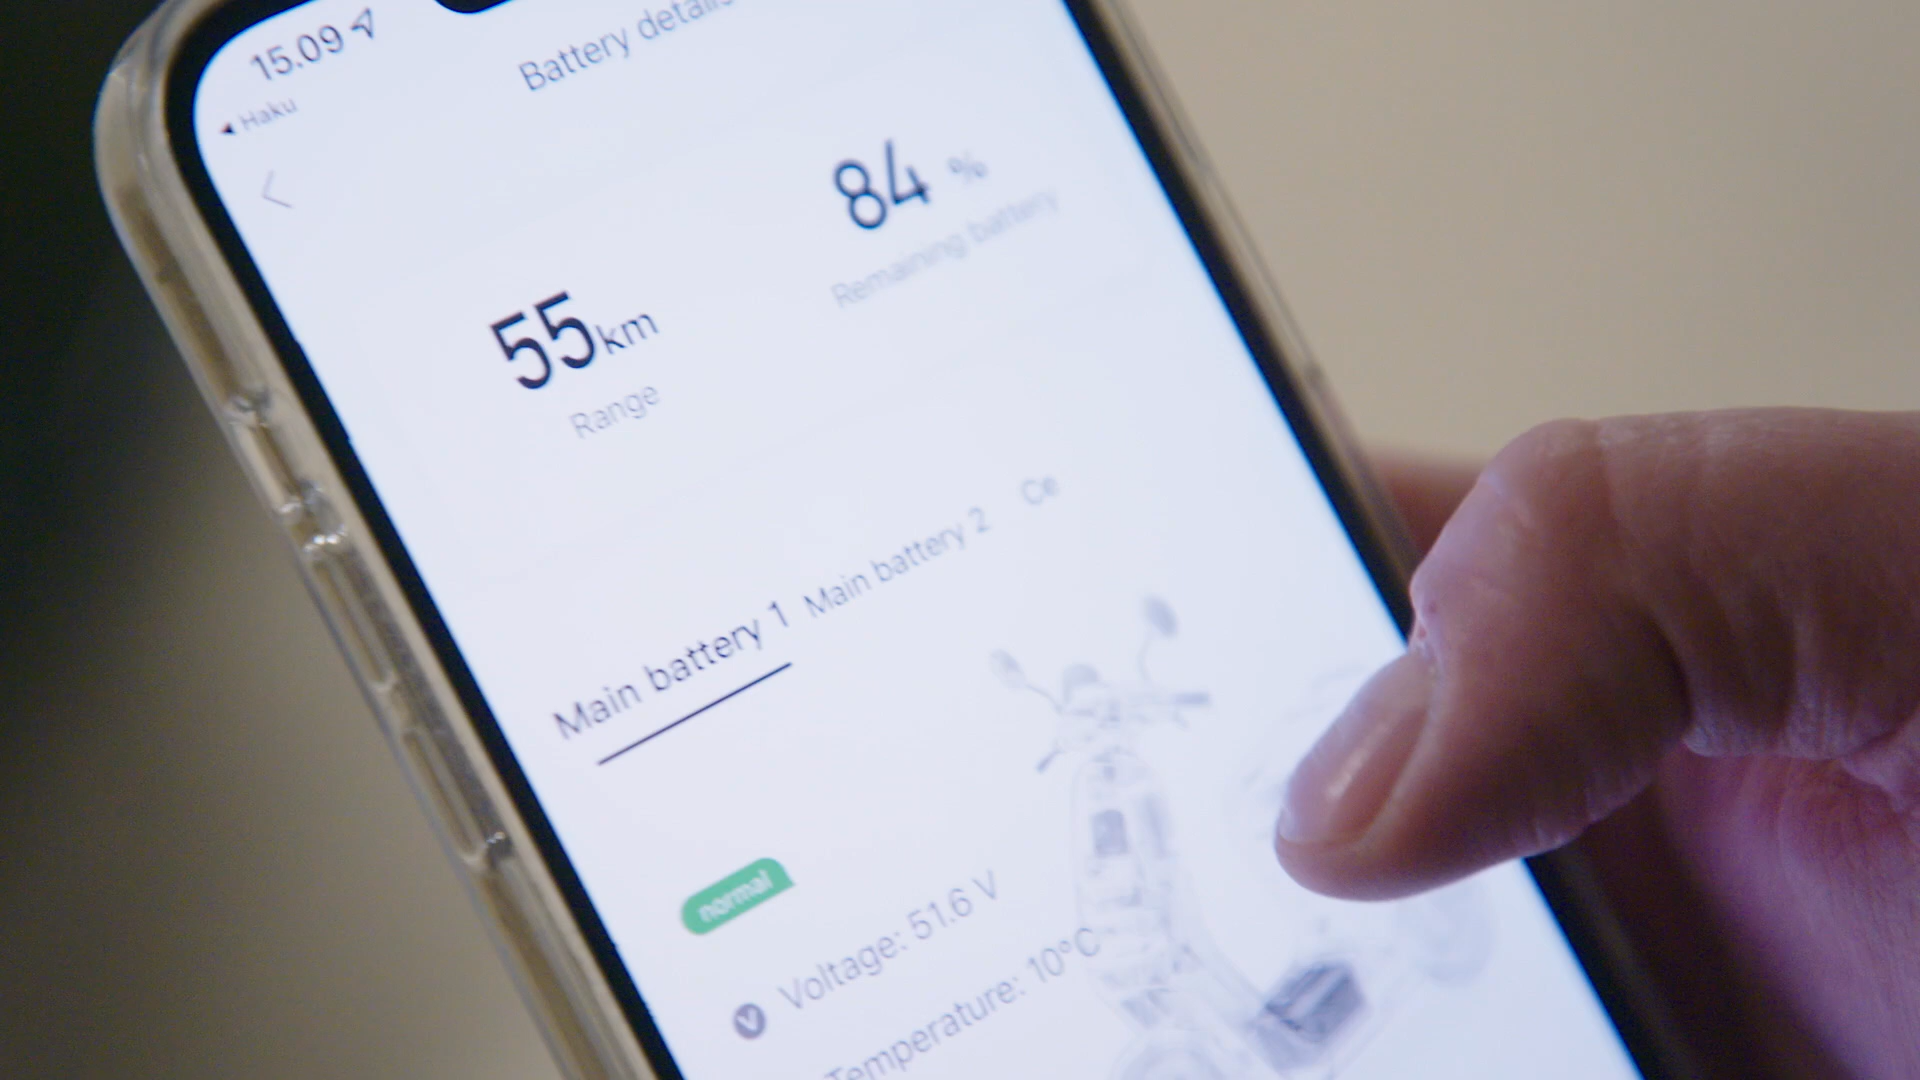 15.09
Haku
Battery details
84 %
Remaining battery
55km
Range
Main battery 1 Main battery 2 Ce
normal
Voltage: 51.6 V
Temperature: 10°C